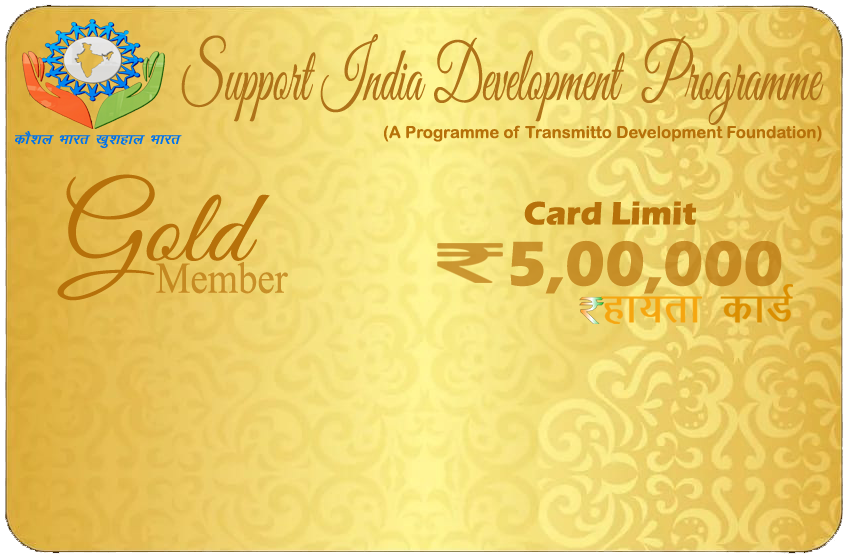 Support India Development Programme
(A Programme of Transmitto Development Foundation)
कौशल भारत खुशहाल भारत
Gold
Member
Card Limit
₹ 5,00,000
₹हायता कार्ड